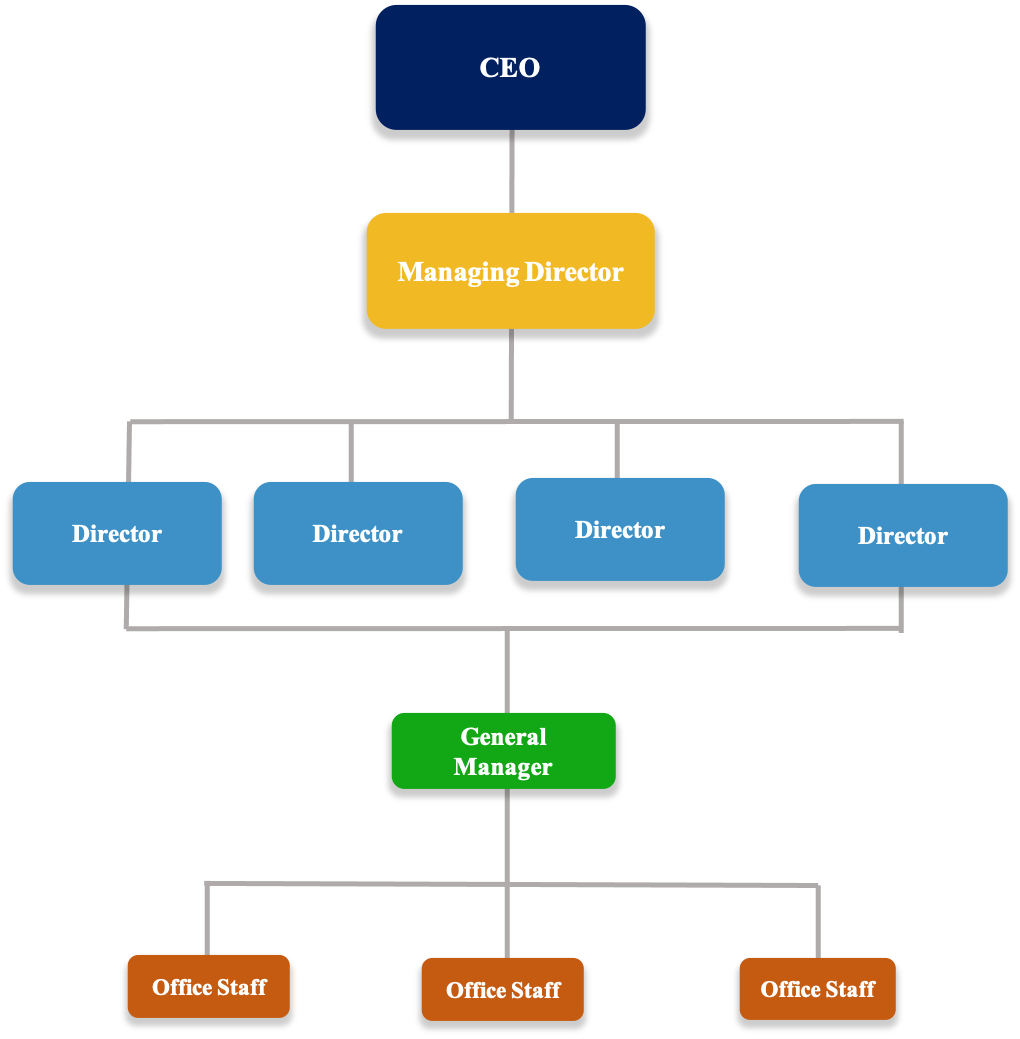 CEO
Managing Director
Director
Director
Director
Director
General
Manager
Office Staff
Office Staff
Office Staff